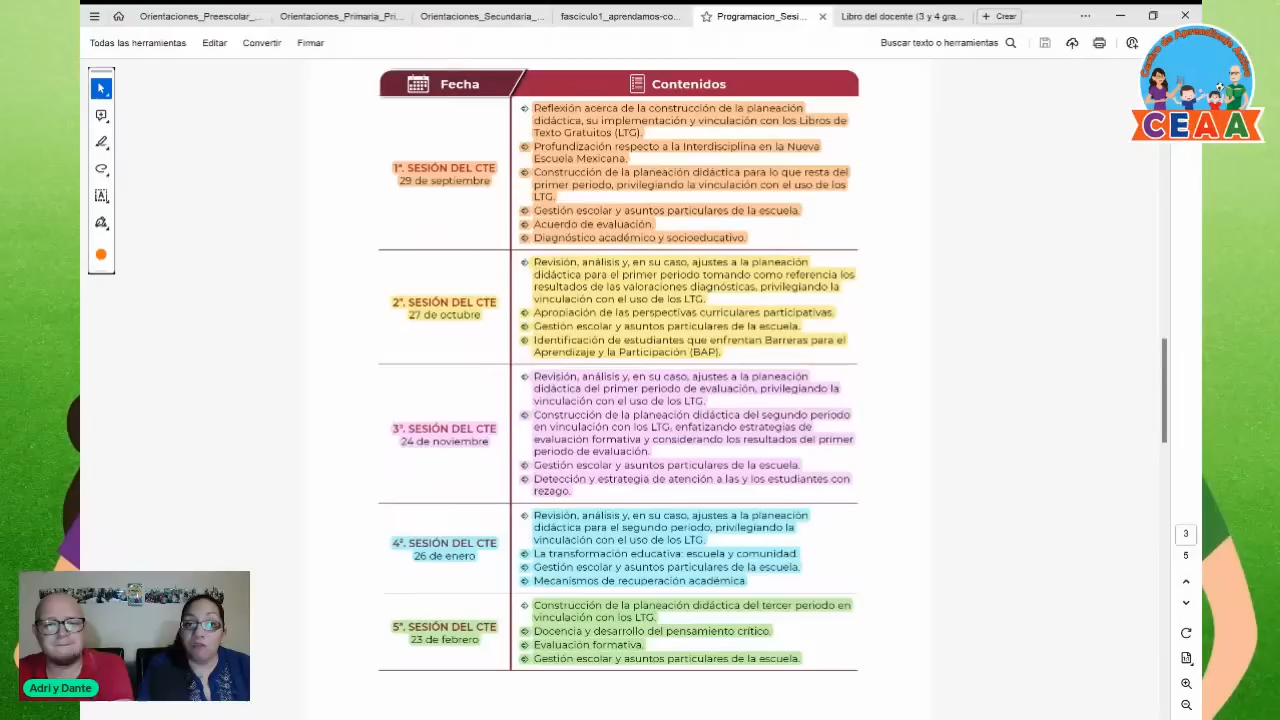 Orientaciones_Preescolar_...
Orientaciones_Primaria_Pri...
Orientaciones_Secundaria_...
fasciculo1_aprendamos-co...
Programacion_Sesi...
Libro del docente (3 y 4 gra...
+ Crear
Todas las herramientas
Editar
Convertir
Firmar
Buscar texto o herramientas
Centro de Aprendizaje Activo
CEAA
Fecha
Contenidos
1ª. SESIÓN DEL CTE
29 de septiembre
Reflexión acerca de la construcción de la planeación
didáctica, su implementación y vinculación con los Libros de
Texto Gratuitos (LTG).
Profundización respecto a la Interdisciplina en la Nueva
Escuela Mexicana.
Construcción de la planeación didáctica para lo que resta del
primer periodo, privilegiando la vinculación con el uso de los
LTG.
Gestión escolar y asuntos particulares de la escuela.
Acuerdo de evaluación.
Diagnóstico académico y socioeducativo.
2ª. SESIÓN DEL CTE
27 de octubre
Revisión, análisis y, en su caso, ajustes a la planeación
didáctica para el primer periodo tomando como referencia los
resultados de las valoraciones diagnósticas, privilegiando la
vinculación con el uso de los LTG.
Apropiación de las perspectivas curriculares participativas.
Gestión escolar y asuntos particulares de la escuela.
Identificación de estudiantes que enfrentan Barreras para el
Aprendizaje y la Participación (BAP).
3ª. SESIÓN DEL CTE
24 de noviembre
Revisión, análisis y, en su caso, ajustes a la planeación
didáctica del primer periodo de evaluación, privilegiando la
vinculación con el uso de los LTG.
Construcción de la planeación didáctica del segundo periodo
en vinculación con los LTG, enfatizando estrategias de
evaluación formativa y considerando los resultados del primer
periodo de evaluación.
Gestión escolar y asuntos particulares de la escuela.
Detección y estrategia de atención a las y los estudiantes con
rezago.
4ª. SESIÓN DEL CTE
26 de enero
Revisión, análisis y, en su caso, ajustes a la planeación
didáctica para el segundo periodo, privilegiando la
vinculación con el uso de los LTG.
La transformación educativa: escuela y comunidad.
Gestión escolar y asuntos particulares de la escuela.
Mecanismos de recuperación académica.
5ª. SESIÓN DEL CTE
23 de febrero
Construcción de la planeación didáctica del tercer periodo en
vinculación con los LTG.
Docencia y desarrollo del pensamiento crítico.
Evaluación formativa.
Gestión escolar y asuntos particulares de la escuela.
3
5
Adri y Dante